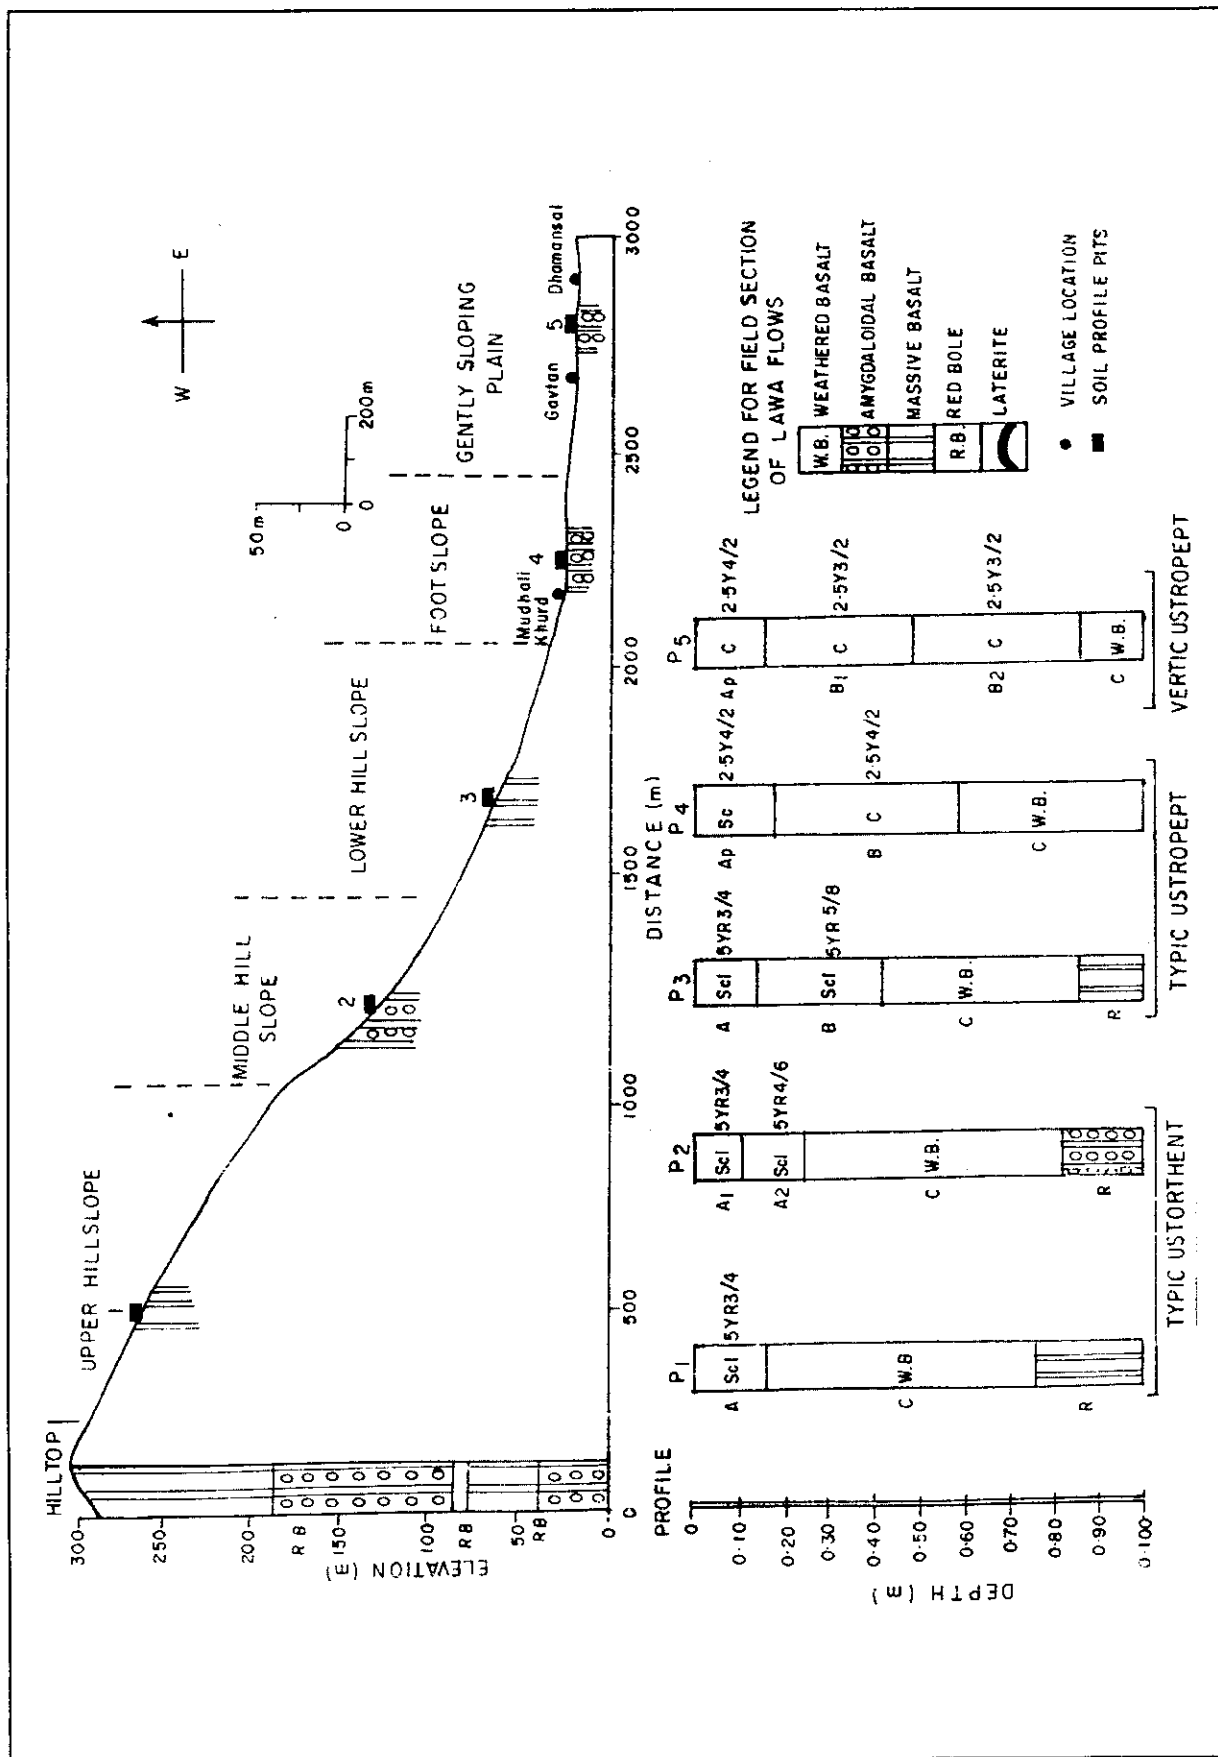 W
E
50m
0
0
200m
HILLTOP
UPPER HILLSLOPE
MIDDLE HILL
SLOPE
LOWER HILL SLOPE
FOOT SLOPE
GENTLY SLOPING
PLAIN
1
2
3
4
5
Mudhali
Khurd
Gavtan
Dhamansal
300
250
200
R B
150
100
R B
50
R B
0
ELEVATION (m)
0
500
1000
1500
2000
2500
3000
DISTANCE (m)
PROFILE
P1
P2
P3
P4
P5
0
0·10
0·20
0·30
0·40
0·50
0·60
0·70
0·80
0·90
0·100
DEPTH (m)
A
Scl
5YR3/4
C
W.B
R
A1
Scl
5YR3/4
A2
Scl
5YR4/6
C
W.B.
R
A
Scl
5YR3/4
B
Scl
5YR 5/8
C
W.B.
R
Ap
Sc
2·5Y4/2
B
C
2·5Y4/2
C
W.B.
Ap
C
2·5Y4/2
B1
C
2·5Y3/2
B2
C
2·5Y3/2
C
W.B.
TYPIC USTORTHENT
TYPIC USTROPEPT
VERTIC USTROPEPT
LEGEND FOR FIELD SECTION
OF LAWA FLOWS
W.B. WEATHERED BASALT
AMYGDALOIDAL BASALT
MASSIVE BASALT
R.B. RED BOLE
LATERITE
VILLAGE LOCATION
SOIL PROFILE PITS